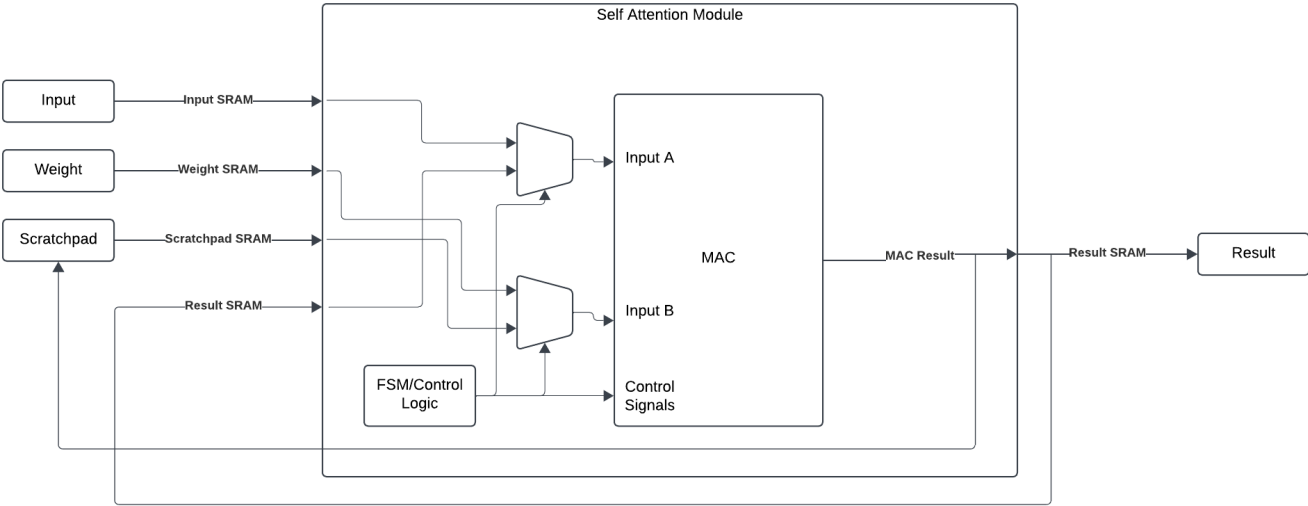 Self Attention Module
Input
Input SRAM
Weight
Weight SRAM
Scratchpad
Scratchpad SRAM
Result SRAM
Input A
Input B
Control
Signals
MAC
FSM/Control
Logic
MAC Result
Result SRAM
Result